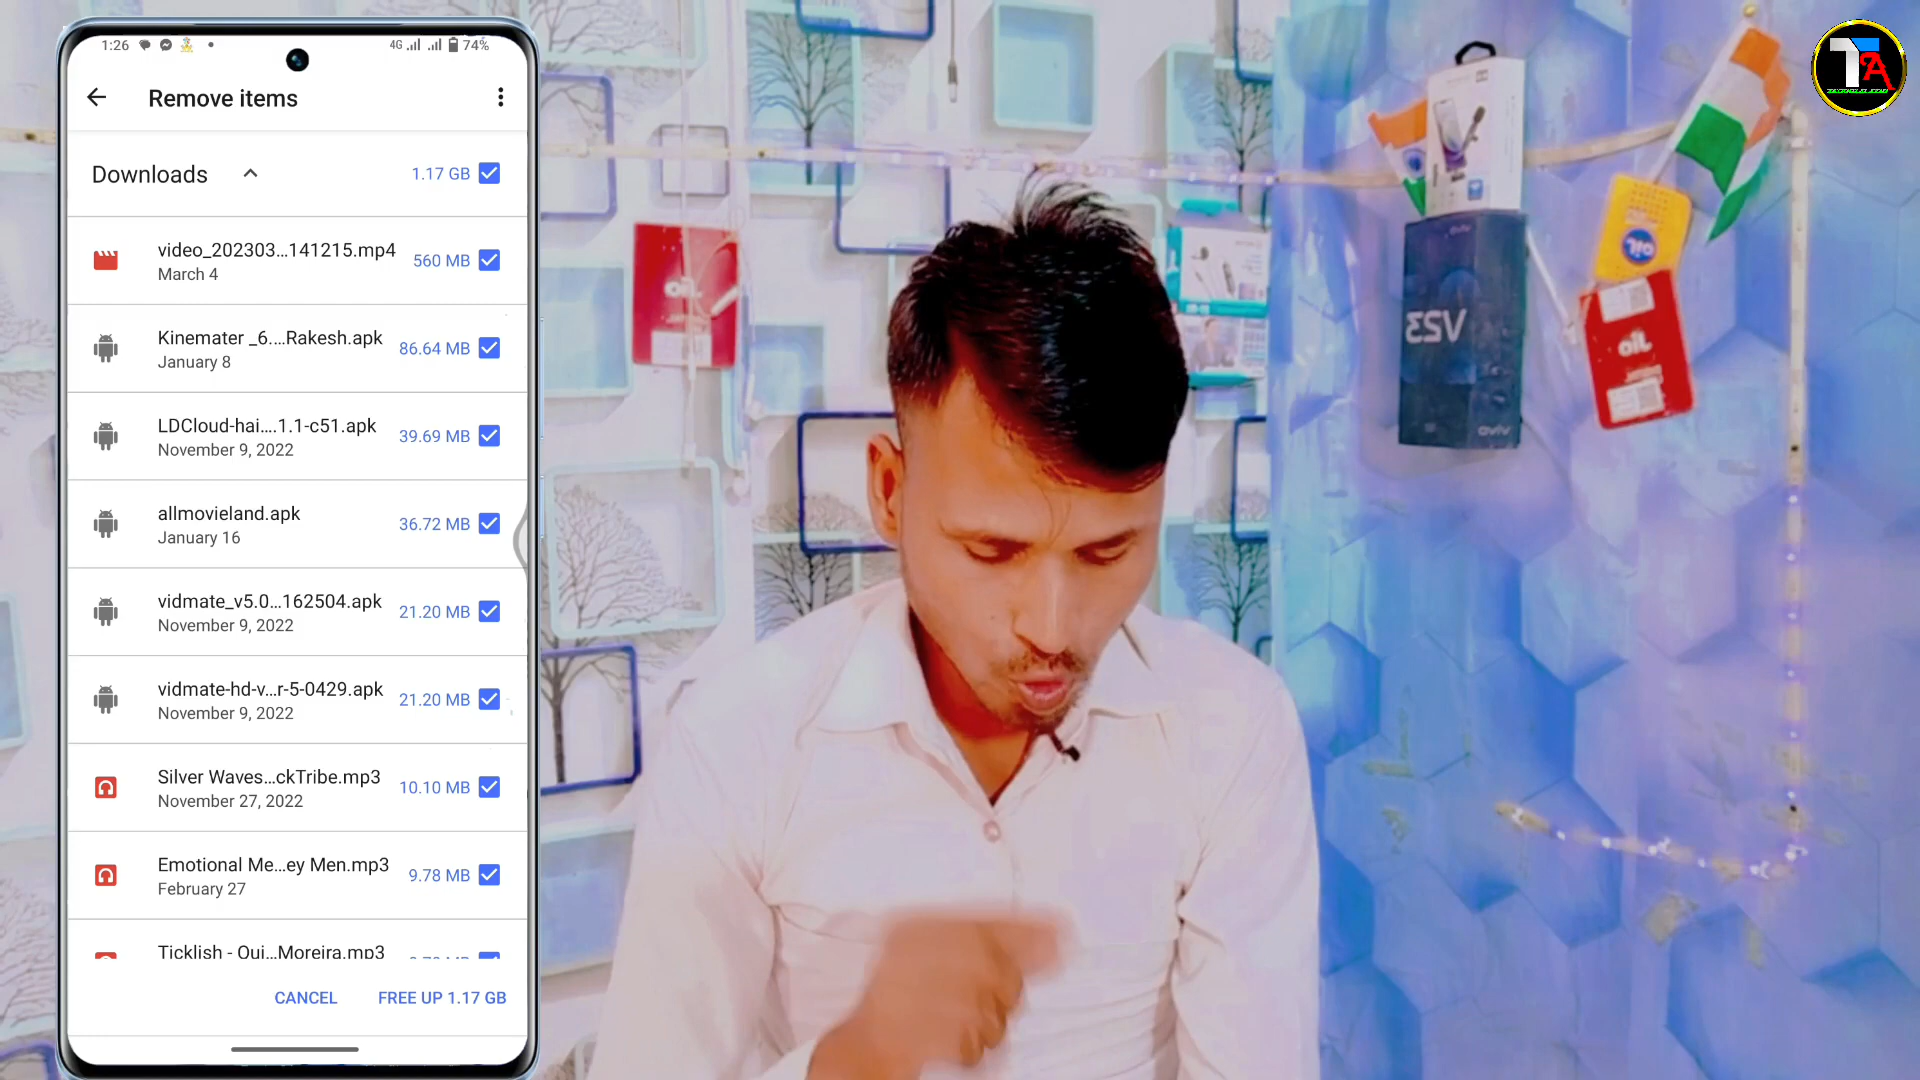 1:26
4G
74%
Remove items
Downloads
1.17 GB
video_202303...141215.mp4
560 MB
March 4
Kinemater _6....Rakesh.apk
86.64 MB
January 8
LDCloud-hai....1.1-c51.apk
39.69 MB
November 9, 2022
allmovieland.apk
36.72 MB
January 16
vidmate_v5.0...162504.apk
21.20 MB
November 9, 2022
vidmate-hd-v...r-5-0429.apk
21.20 MB
November 9, 2022
Silver Waves...ckTribe.mp3
10.10 MB
November 27, 2022
Emotional Me...ey Men.mp3
9.78 MB
February 27
Ticklish - Qui...Moreira.mp3
CANCEL
FREE UP 1.17 GB
TA
V23
vivo
oil
oil